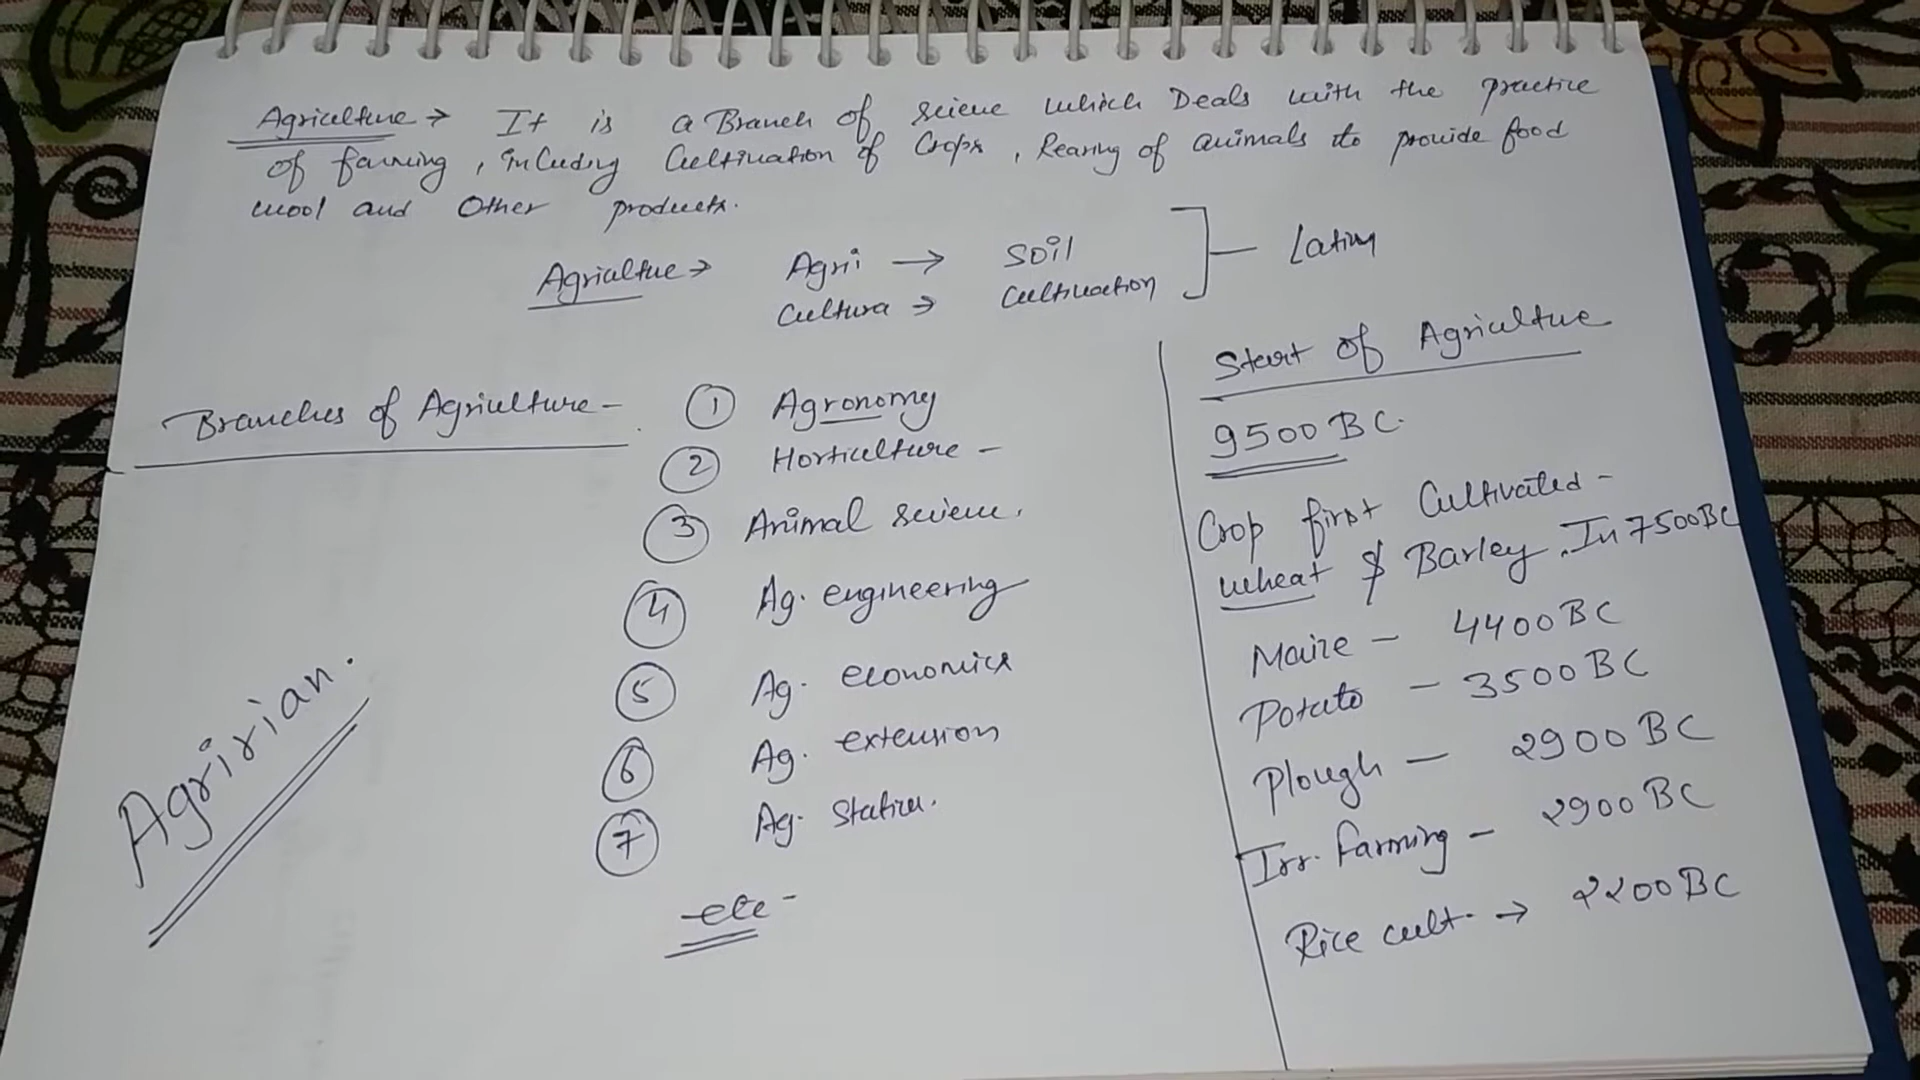 Agriculture → It is a Branch of science which Deals with the practice
of farming, including Cultivation of Crops, Rearing of animals to provide food
wool and Other products.
Agriculture → Agri → Soil
Cultura → Cultivation
Latin
Branches of Agriculture -
① Agronomy
② Horticulture -
③ Animal science.
④ Ag. engineering
⑤ Ag. economics
⑥ Ag. extension
⑦ Ag.
etc -
Agririan.
Start of Agriculture
9500 BC.
Crop first Cultivated -
wheat & Barley. In 7500 BC
Maize - 4400 BC
Potato - 3500 BC
Plough - 2900 BC
Irr. farming - 2900 BC
Rice cult. → 2200 BC